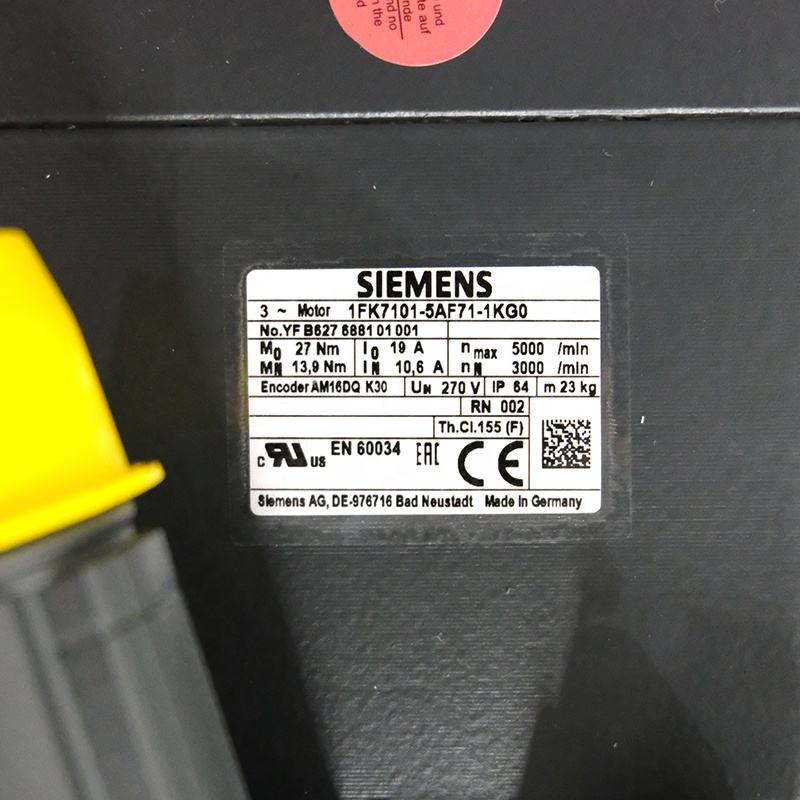 und
te auf
nde
nd no
n the
d
SIEMENS
3 ~ Motor 1FK7101-5AF71-1KG0
No.YF B627 6881 01 001
M0 27 Nm I0 19 A nmax 5000 /min
MN 13,9 Nm IN 10,6 A nN 3000 /min
Encoder AM16DQ K30 UN 270 V IP 64 m 23 kg
RN 002
Th.Cl.155 (F)
c RU US EN 60034 EAC CE
Siemens AG, DE-976716 Bad Neustadt Made in Germany